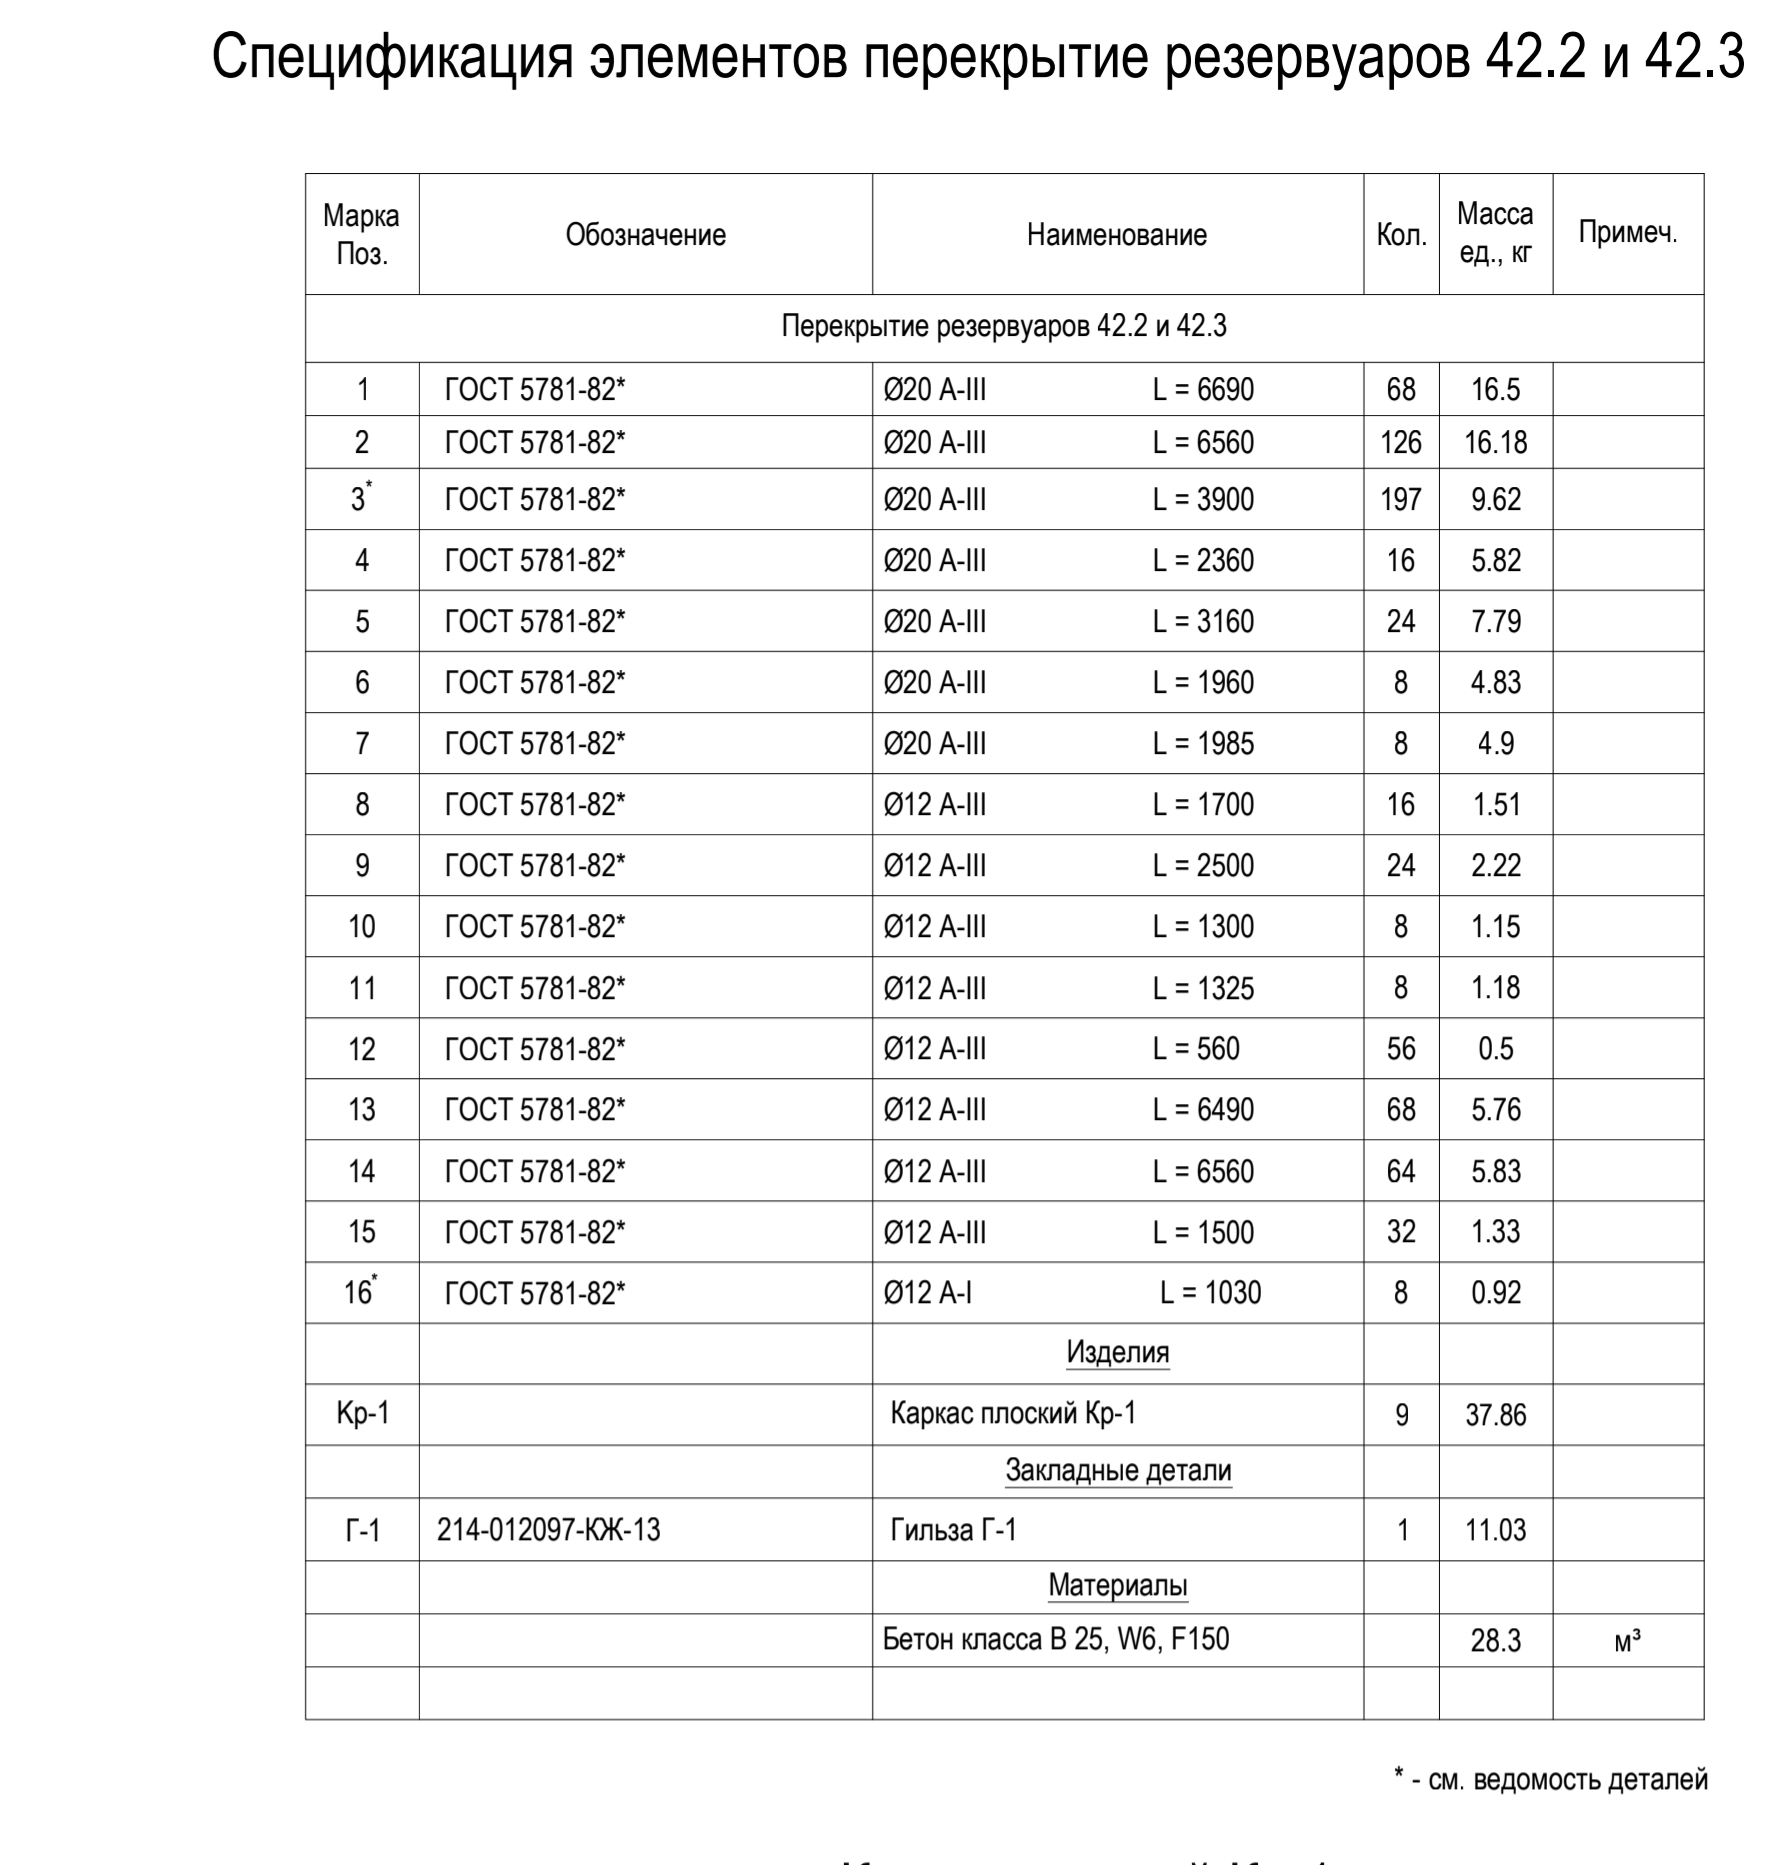 Спецификация элементов перекрытие резервуаров 42.2 и 42.3
Марка Поз. Обозначение Наименование Кол. Масса ед., кг Примеч.
Перекрытие резервуаров 42.2 и 42.3
1 ГОСТ 5781-82* Ø20 А-III L = 6690 68 16.5
2 ГОСТ 5781-82* Ø20 А-III L = 6560 126 16.18
3* ГОСТ 5781-82* Ø20 А-III L = 3900 197 9.62
4 ГОСТ 5781-82* Ø20 А-III L = 2360 16 5.82
5 ГОСТ 5781-82* Ø20 А-III L = 3160 24 7.79
6 ГОСТ 5781-82* Ø20 А-III L = 1960 8 4.83
7 ГОСТ 5781-82* Ø20 А-III L = 1985 8 4.9
8 ГОСТ 5781-82* Ø12 А-III L = 1700 16 1.51
9 ГОСТ 5781-82* Ø12 А-III L = 2500 24 2.22
10 ГОСТ 5781-82* Ø12 А-III L = 1300 8 1.15
11 ГОСТ 5781-82* Ø12 А-III L = 1325 8 1.18
12 ГОСТ 5781-82* Ø12 А-III L = 560 56 0.5
13 ГОСТ 5781-82* Ø12 А-III L = 6490 68 5.76
14 ГОСТ 5781-82* Ø12 А-III L = 6560 64 5.83
15 ГОСТ 5781-82* Ø12 А-III L = 1500 32 1.33
16* ГОСТ 5781-82* Ø12 А-I L = 1030 8 0.92
Изделия
Кр-1 Каркас плоский Кр-1 9 37.86
Закладные детали
Г-1 214-012097-КЖ-13 Гильза Г-1 1 11.03
Материалы
Бетон класса В 25, W6, F150 28.3 м³
* - см. ведомость деталей